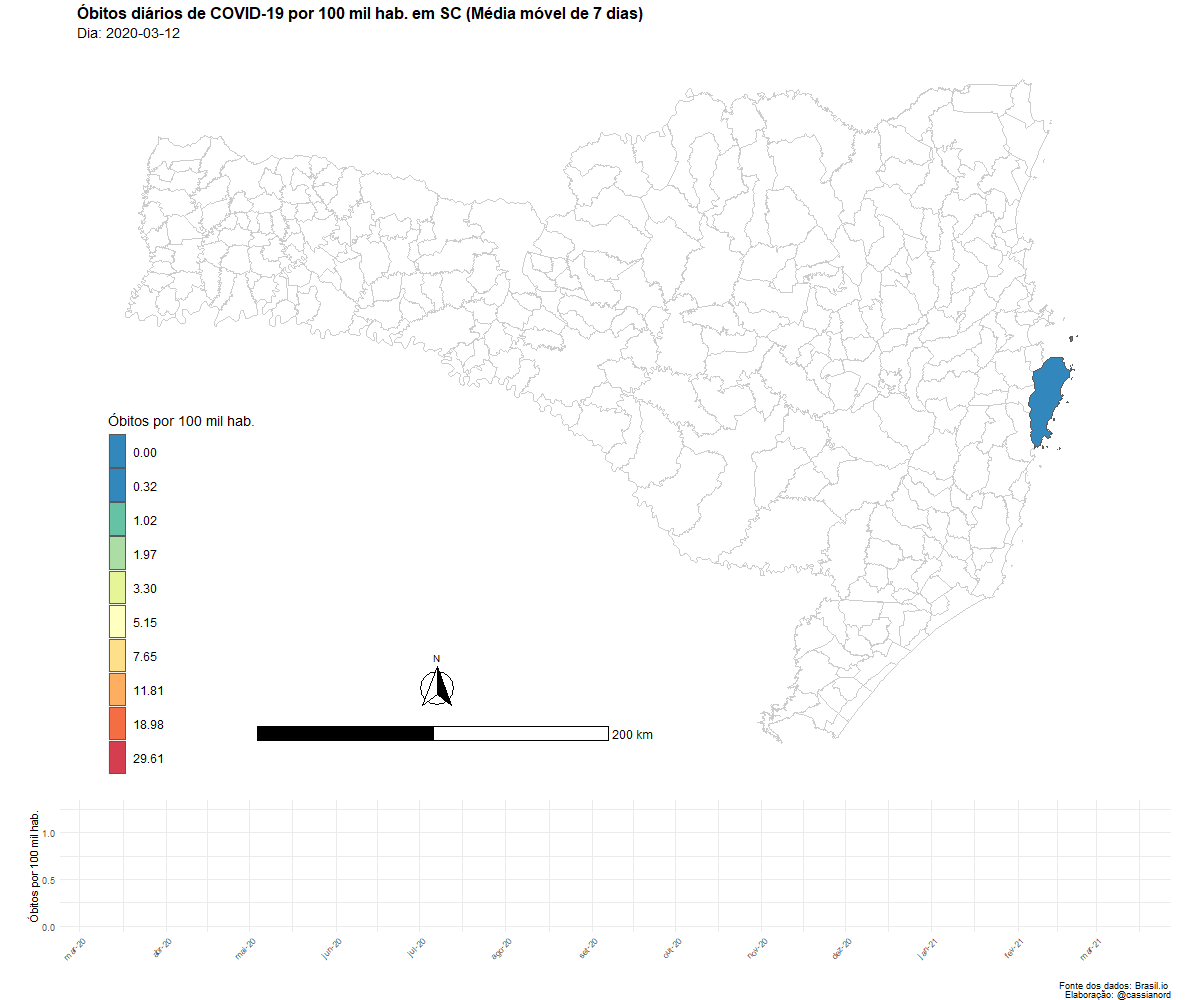 Óbitos diários de COVID-19 por 100 mil hab. em SC (Média móvel de 7 dias)
Dia: 2020-03-12
Óbitos por 100 mil hab.
0.00
0.32
1.02
1.97
3.30
5.15
7.65
11.81
18.98
29.61
N
200 km
Óbitos por 100 mil hab.
1.0
0.5
0.0
mar-20
abr-20
mai-20
jun-20
jul-20
ago-20
set-20
out-20
nov-20
dez-20
jan-21
fev-21
mar-21
Fonte dos dados: Brasil.io
Elaboração: @cassianord